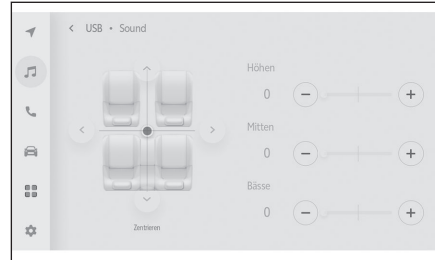 < USB • Sound
Höhen
0
Mitten
0
Zentrieren
Bässe
0